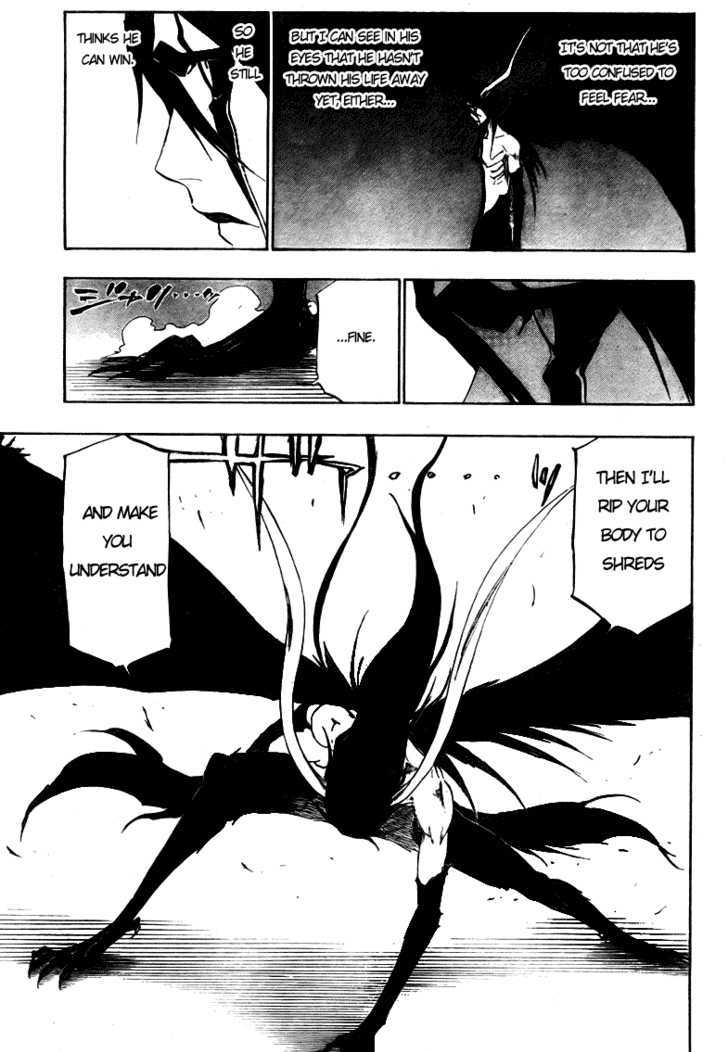 IT'S NOT THAT HE'S
TOO CONFUSED TO
FEEL FEAR...
BUT I CAN SEE IN HIS
EYES THAT HE HASN'T
THROWN HIS LIFE AWAY
YET, EITHER...
SO
HE
STILL
THINKS HE
CAN WIN.
...FINE.
THEN I'LL
RIP YOUR
BODY TO
SHREDS
AND MAKE
YOU
UNDERSTAND